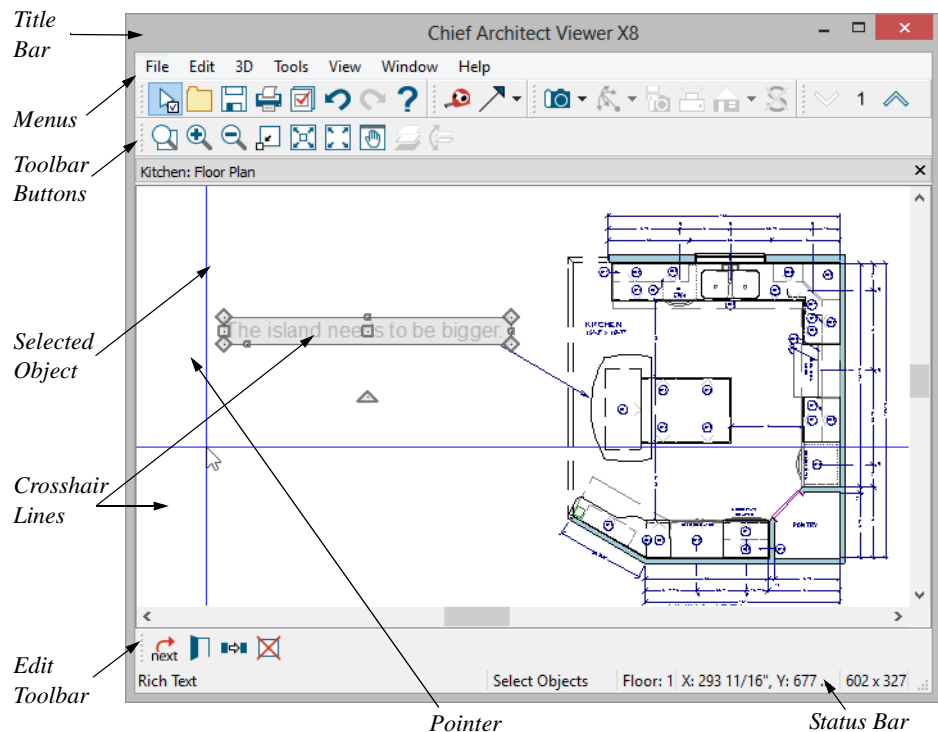 Title
Bar
Chief Architect Viewer X8
Menus
File Edit 3D Tools View Window Help
1
Toolbar
Buttons
Kitchen: Floor Plan
Selected
Object
The island needs to be bigger.
KITCHEN
PANTRY
Crosshair
Lines
Edit
Toolbar
next
Rich Text
Select Objects
Floor: 1
X: 293 11/16", Y: 677 ..
602 x 327
Pointer
Status Bar